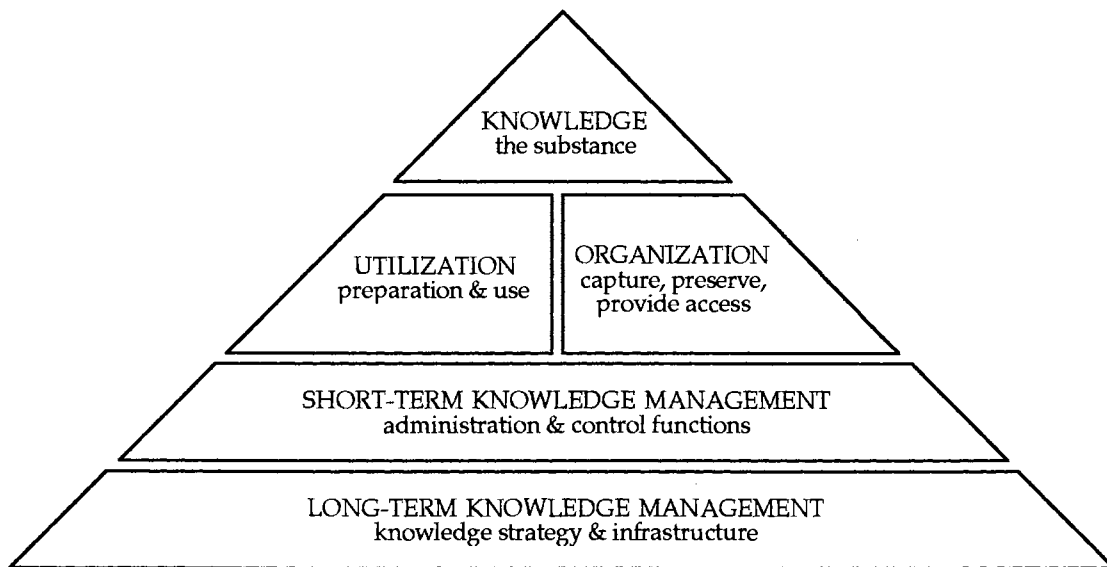 KNOWLEDGE
the substance
UTILIZATION
preparation & use
ORGANIZATION
capture, preserve,
provide access
SHORT-TERM KNOWLEDGE MANAGEMENT
administration & control functions
LONG-TERM KNOWLEDGE MANAGEMENT
knowledge strategy & infrastructure